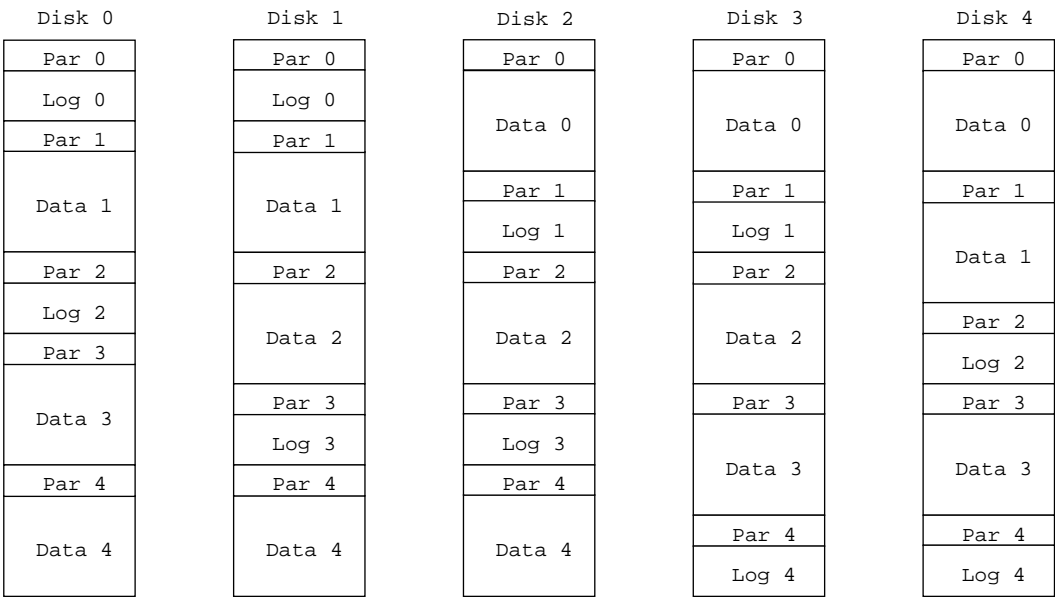 Disk 0 Disk 1 Disk 2 Disk 3 Disk 4
Par 0 Par 0 Par 0 Par 0 Par 0
Log 0 Log 0
Data 0 Data 0 Data 0
Par 1 Par 1
Par 1 Par 1 Par 1
Data 1 Data 1
Log 1 Log 1
Data 1
Par 2 Par 2 Par 2 Par 2
Log 2
Par 2
Data 2 Data 2 Data 2
Par 3
Log 2
Par 3 Par 3 Par 3 Par 3
Data 3
Log 3 Log 3
Data 3 Data 3
Par 4 Par 4 Par 4
Par 4 Par 4
Data 4 Data 4 Data 4
Log 4 Log 4